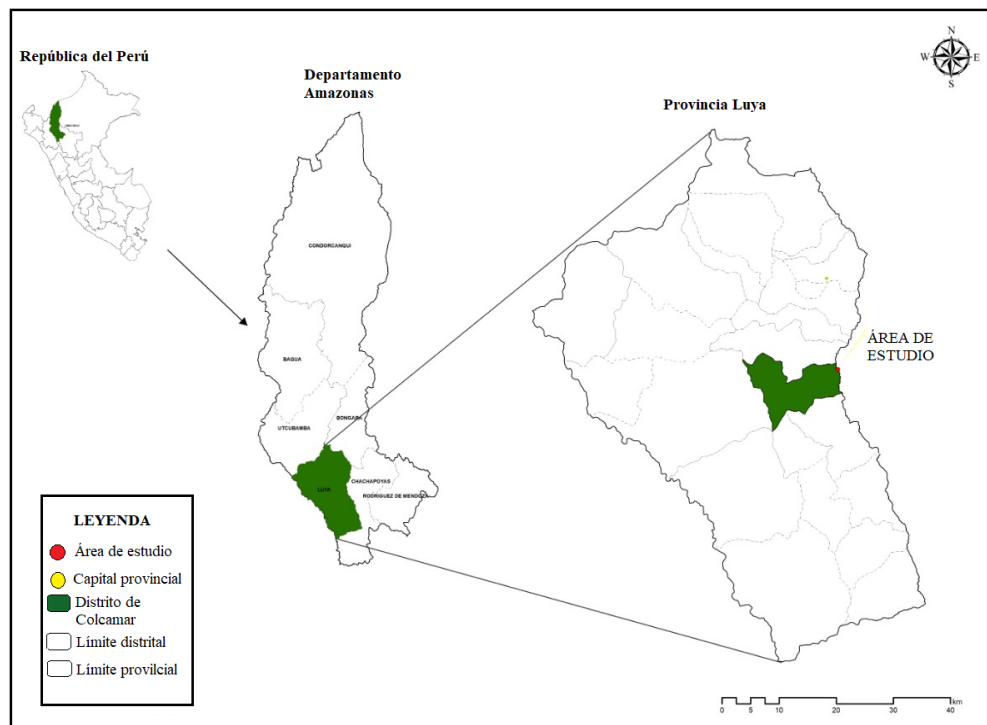 República del Perú
Departamento
Amazonas
Provincia Luya
N
W
E
S
CONDORCANQUI
BAGUA
BONGARA
UTCUBAMBA
CHACHAPOYAS
LUYA
RODRIGUEZ DE MENDOZA
ÁREA DE
ESTUDIO
LEYENDA
Área de estudio
Capital provincial
Distrito de
Colcamar
Límite distrital
Límite provilcial
0 5 10 20 30 40
km